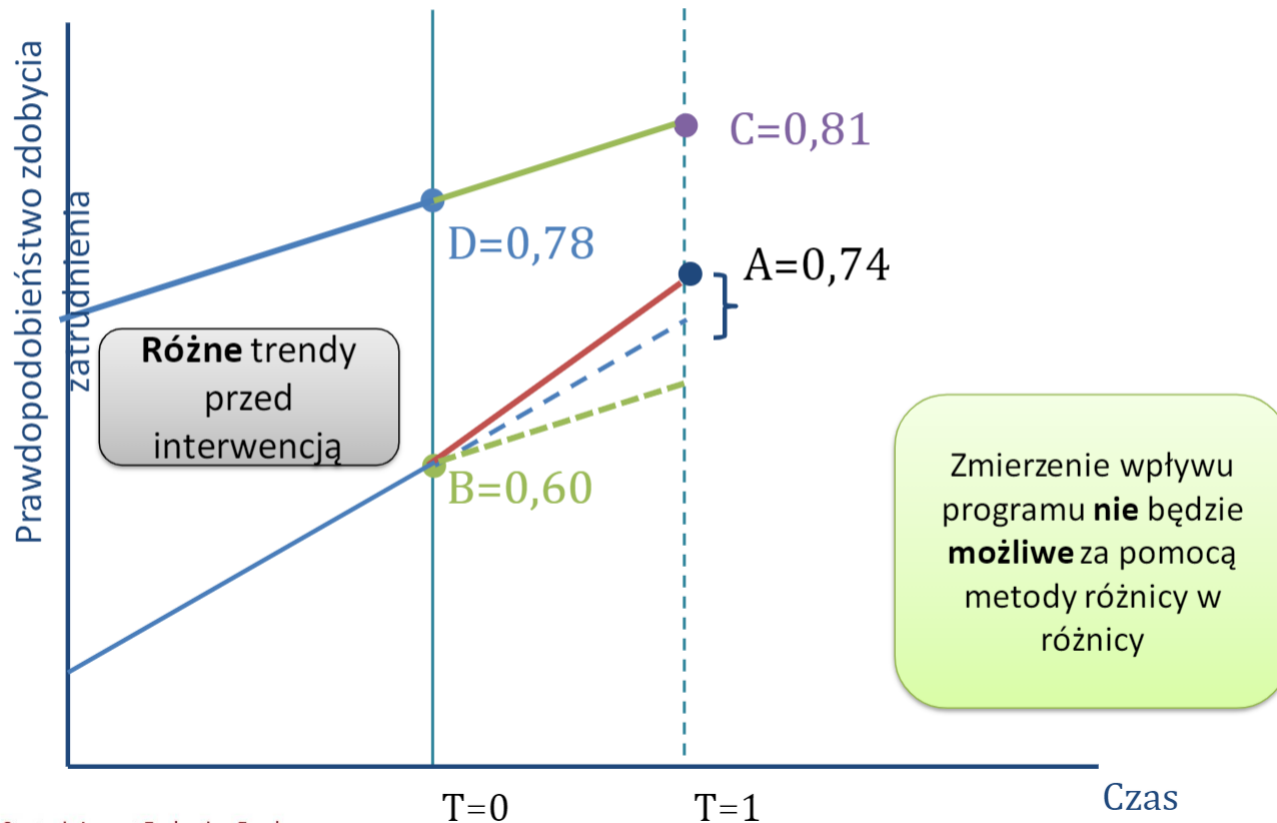 Prawdopodobieństwo zdobycia
zatrudnienia
C=0,81
D=0,78
A=0,74
Różne trendy
przed
interwencją
B=0,60
Zmierzenie wpływu
programu nie będzie
możliwe za pomocą
metody różnicy w
różnicy
T=0
T=1
Czas